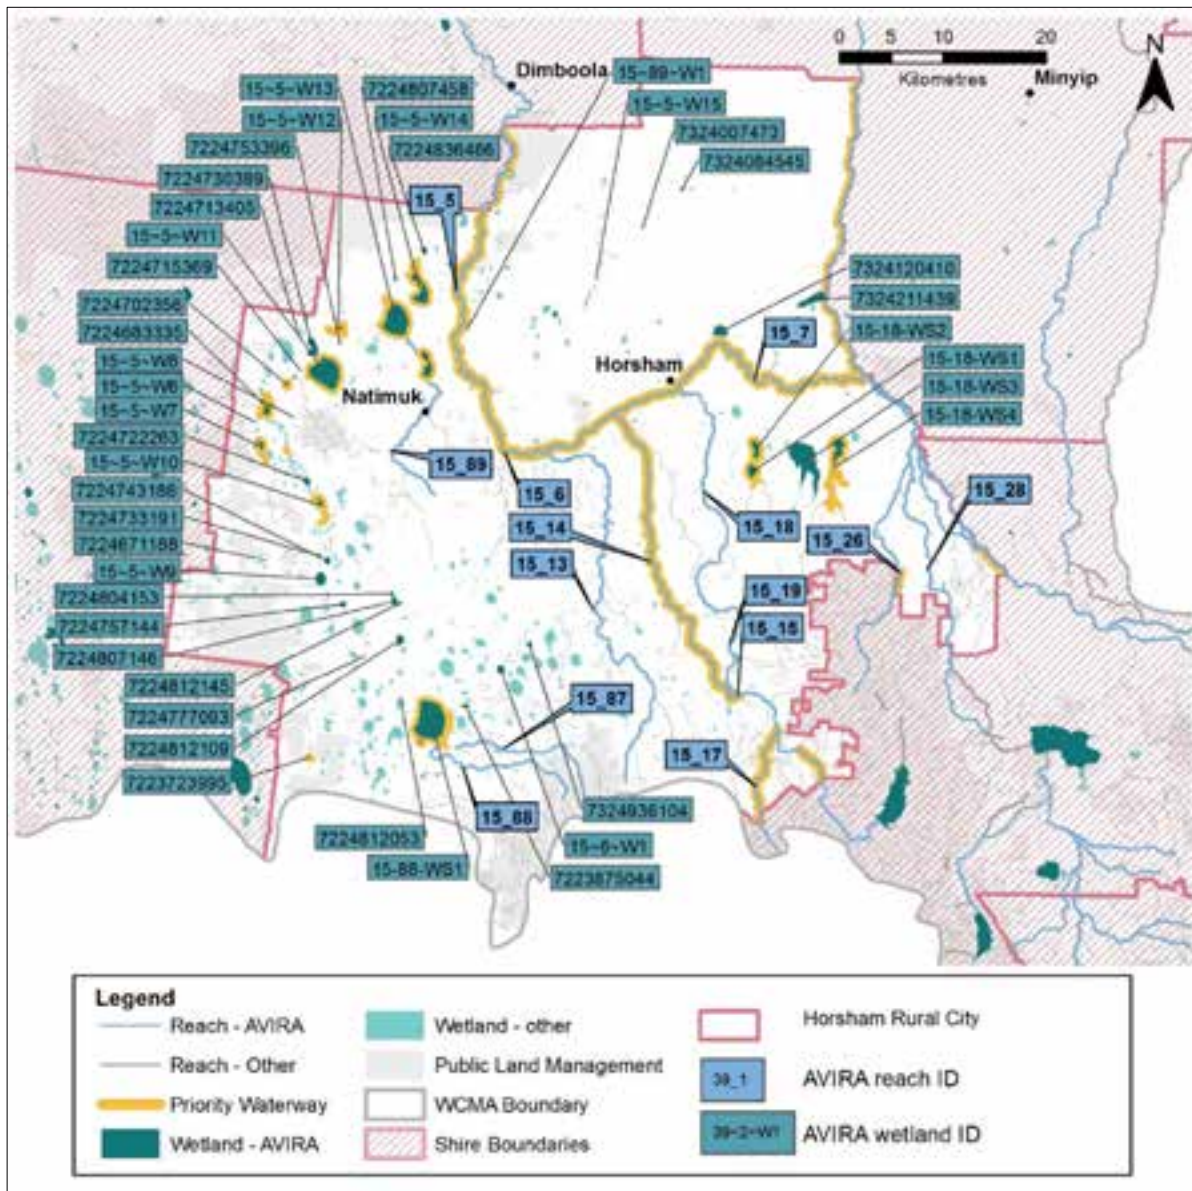 0 10 20
Kilometres
N
Minyip
Dimboola
15-5-W13
15-5-W12
7224753396
7224730389
7224713405
15-5-W11
7224715369
7224702356
7224683335
15-5-W8
15-5-W6
15-5-W7
7224722263
15-5-W10
7224743186
7224733191
7224671188
15-5-W9
7224804153
7224757144
7224807146
7224812145
7224777093
7224812109
7223723995
7224807458
15-5-W14
7224836466
15-89-W1
15-5-W15
7324007473
7324084545
15_5
7324120410
7324211439
15-18-WS2
15-18-WS1
15-18-WS3
15-18-WS4
15_7
Horsham
Natimuk
15_89
15_6
15_14
15_13
15_18
15_28
15_26
15_19
15_15
15_87
15_17
15_88
7224812053
15-88-WS1
7324936104
15-6-W1
7223875044
Legend
Reach - AVIRA
Reach - Other
Priority Waterway
Wetland - AVIRA
Wetland - other
Public Land Management
WCMA Boundary
Shire Boundaries
Horsham Rural City
39_1 AVIRA reach ID
39-2-W1 AVIRA wetland ID